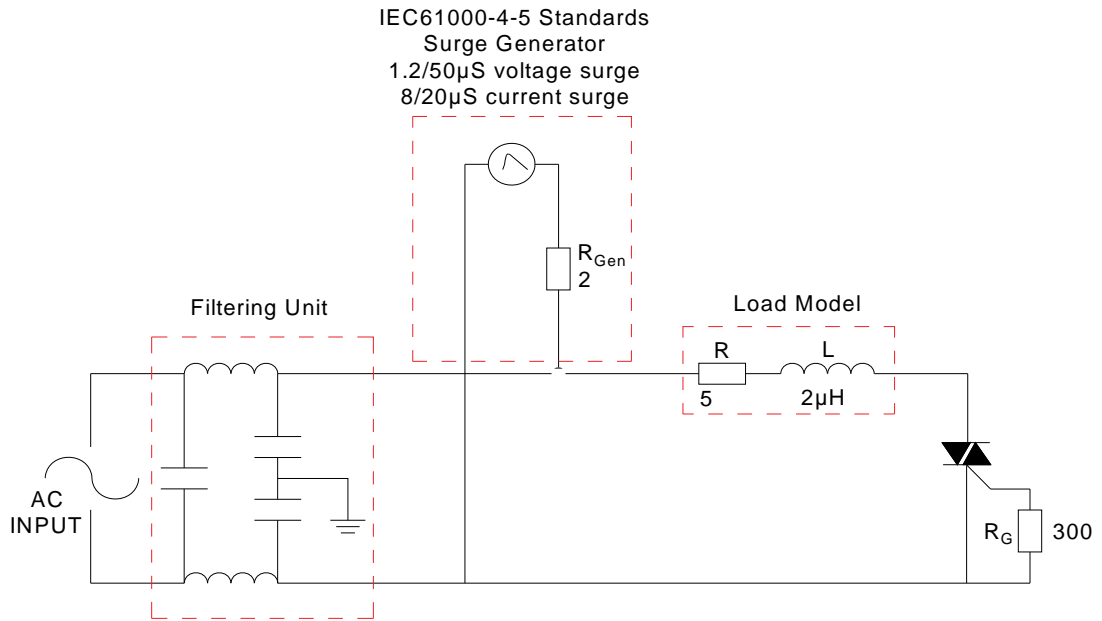 IEC61000-4-5 Standards
Surge Generator
1.2/50μS voltage surge
8/20μS current surge
RGen
2
Filtering Unit
Load Model
R
L
5
2μH
AC
INPUT
RG
300